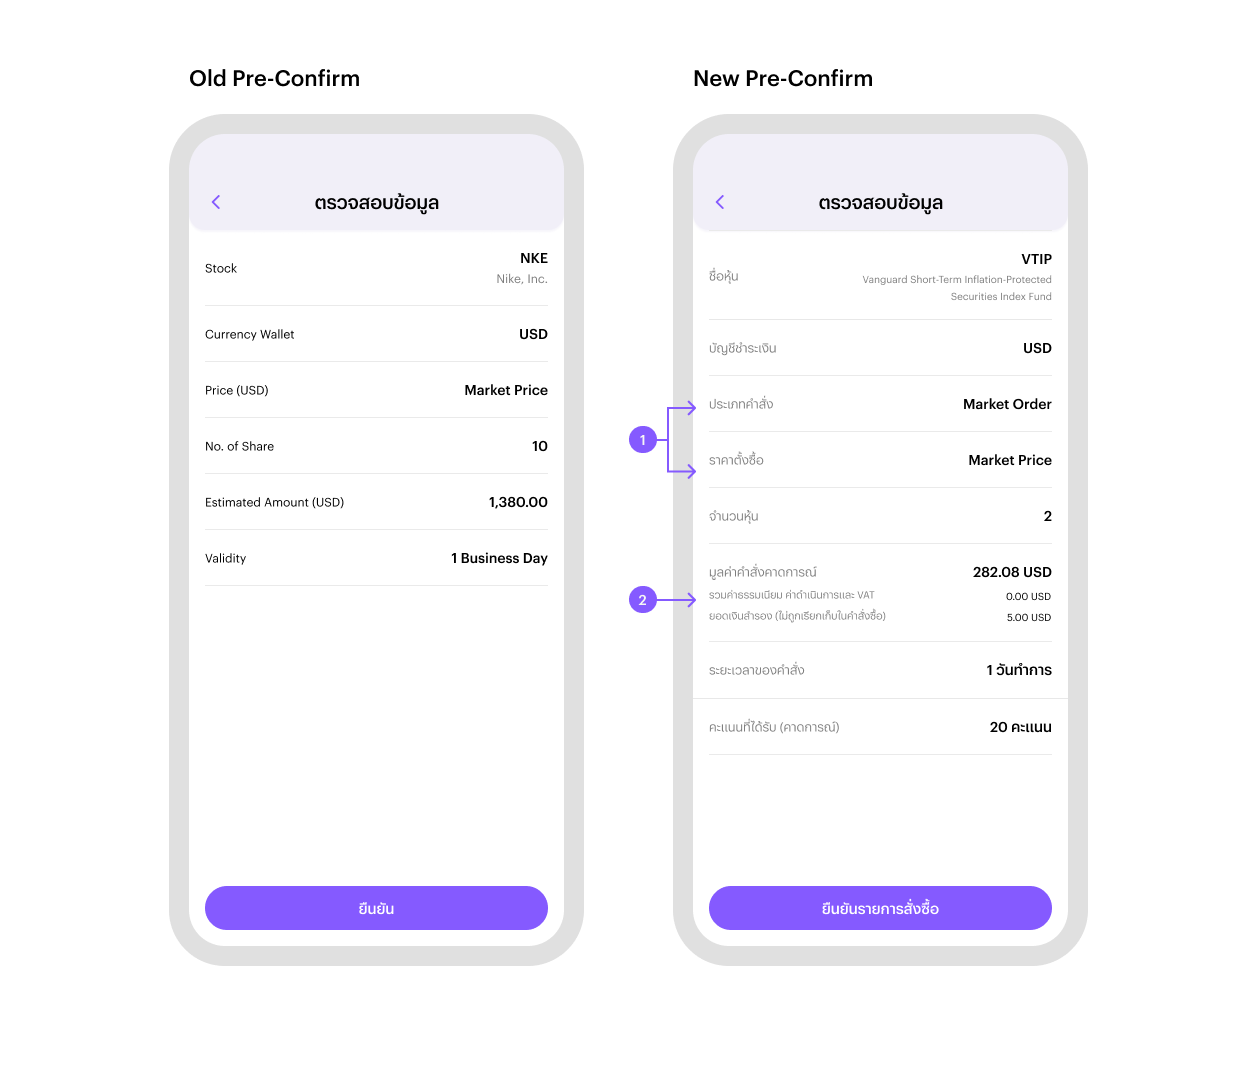 Old Pre-Confirm
ตรวจสอบข้อมูล
Stock
NKE
Nike, Inc.
Currency Wallet
USD
Price (USD)
Market Price
No. of Share
10
Estimated Amount (USD)
1,380.00
Validity
1 Business Day
ยืนยัน
New Pre-Confirm
ตรวจสอบข้อมูล
ชื่อหุ้น
VTIP
Vanguard Short-Term Inflation-Protected
Securities Index Fund
บัญชีชำระเงิน
USD
1
ประเภทคำสั่ง
Market Order
ราคาตั้งซื้อ
Market Price
จำนวนหุ้น
2
มูลค่าคำสั่งคาดการณ์
282.08 USD
2
รวมค่าธรรมเนียม ค่าดำเนินการและ VAT
0.00 USD
ยอดเงินสำรอง (ไม่ถูกเรียกเก็บในคำสั่งซื้อ)
5.00 USD
ระยะเวลาของคำสั่ง
1 วันทำการ
คะแนนที่ได้รับ (คาดการณ์)
20 คะแนน
ยืนยันรายการสั่งซื้อ